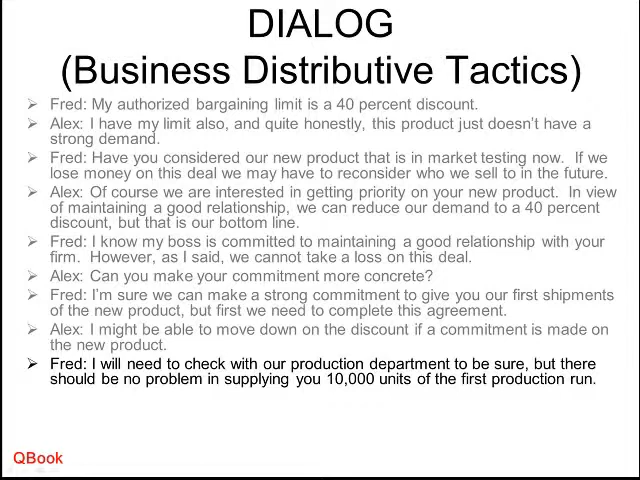 DIALOG
(Business Distributive Tactics)
➢ Fred: My authorized bargaining limit is a 40 percent discount.
➢ Alex: I have my limit also, and quite honestly, this product just doesn't have a
strong demand.
➢ Fred: Have you considered our new product that is in market testing now.  If we
lose money on this deal we may have to reconsider who we sell to in the future.
➢ Alex: Of course we are interested in getting priority on your new product.  In view
of maintaining a good relationship, we can reduce our demand to a 40 percent
discount, but that is our bottom line.
➢ Fred: I know my boss is committed to maintaining a good relationship with your
firm.  However, as I said, we cannot take a loss on this deal.
➢ Alex: Can you make your commitment more concrete?
➢ Fred: I'm sure we can make a strong commitment to give you our first shipments
of the new product, but first we need to complete this agreement.
➢ Alex: I might be able to move down on the discount if a commitment is made on
the new product.
➢ Fred: I will need to check with our production department to be sure, but there
should be no problem in supplying you 10,000 units of the first production run.
QBook